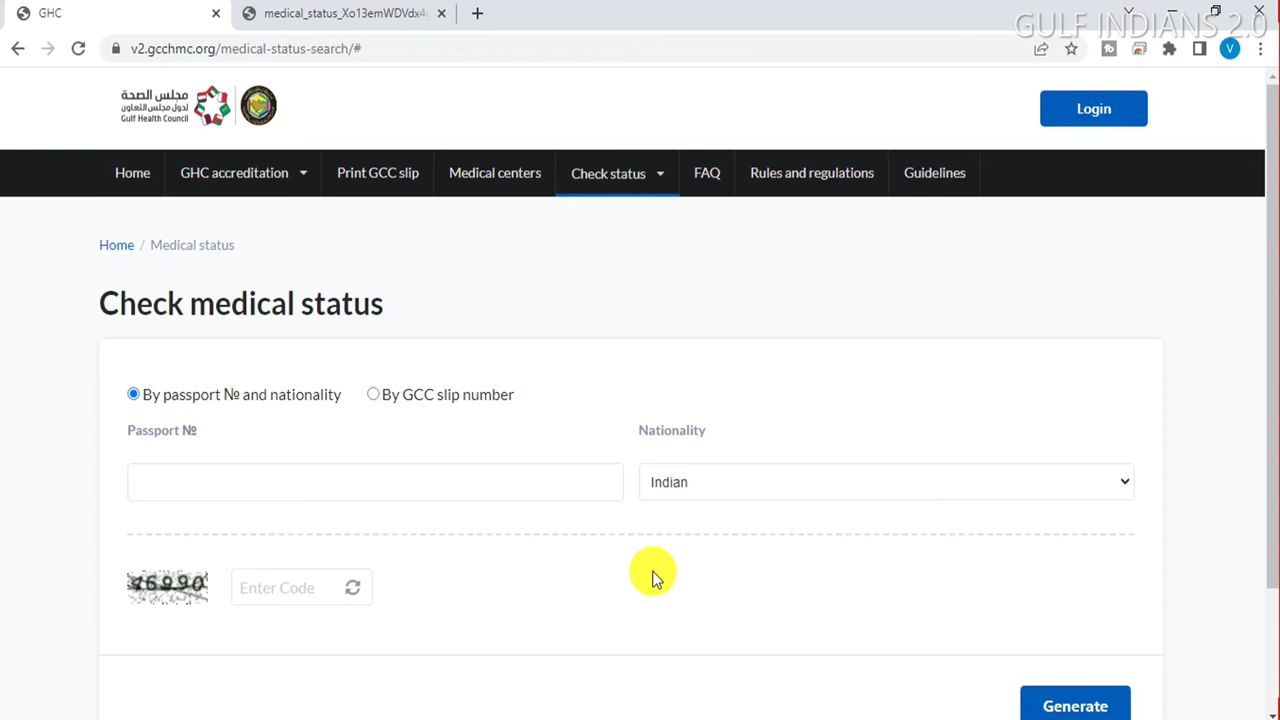 GHC
medical_status_Xo13emWDVdx4
GULF INDIANS 2.0
v2.gcchmc.org/medical-status-search/#
V
مجلس الصحة
لدول مجلس التعاون
Gulf Health Council
Login
Home
GHC accreditation
Print GCC slip
Medical centers
Check status
FAQ
Rules and regulations
Guidelines
Home / Medical status
Check medical status
By passport № and nationality
By GCC slip number
Passport №
Nationality
Indian
Enter Code
Generate